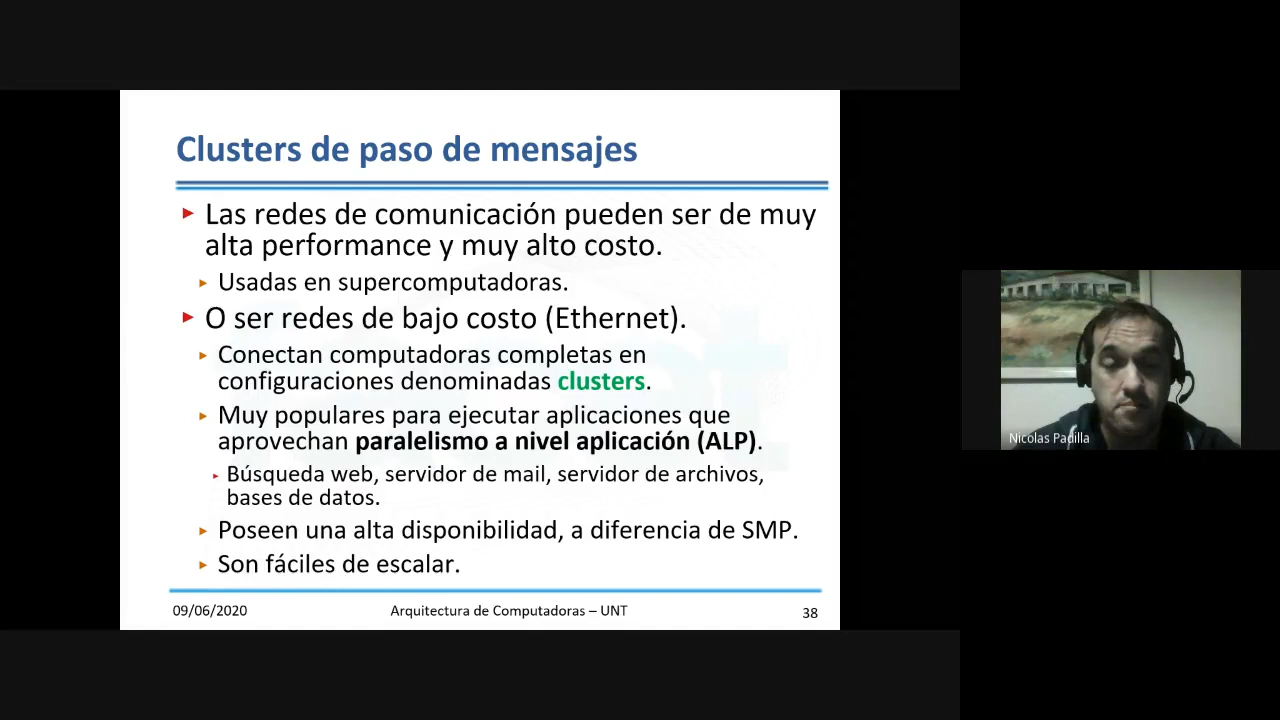 Clusters de paso de mensajes
Las redes de comunicación pueden ser de muy
alta performance y muy alto costo.
Usadas en supercomputadoras.
O ser redes de bajo costo (Ethernet).
Conectan computadoras completas en
configuraciones denominadas clusters.
Muy populares para ejecutar aplicaciones que
aprovechan paralelismo a nivel aplicación (ALP).
Búsqueda web, servidor de mail, servidor de archivos,
bases de datos.
Poseen una alta disponibilidad, a diferencia de SMP.
Son fáciles de escalar.
09/06/2020
Arquitectura de Computadoras – UNT
38
Nicolas Padilla